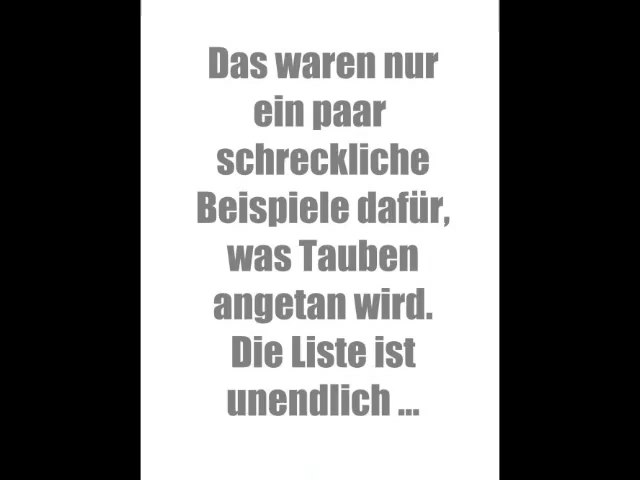 Das waren nur
ein paar
schreckliche
Beispiele dafür,
was Tauben
angetan wird.
Die Liste ist
unendlich ...